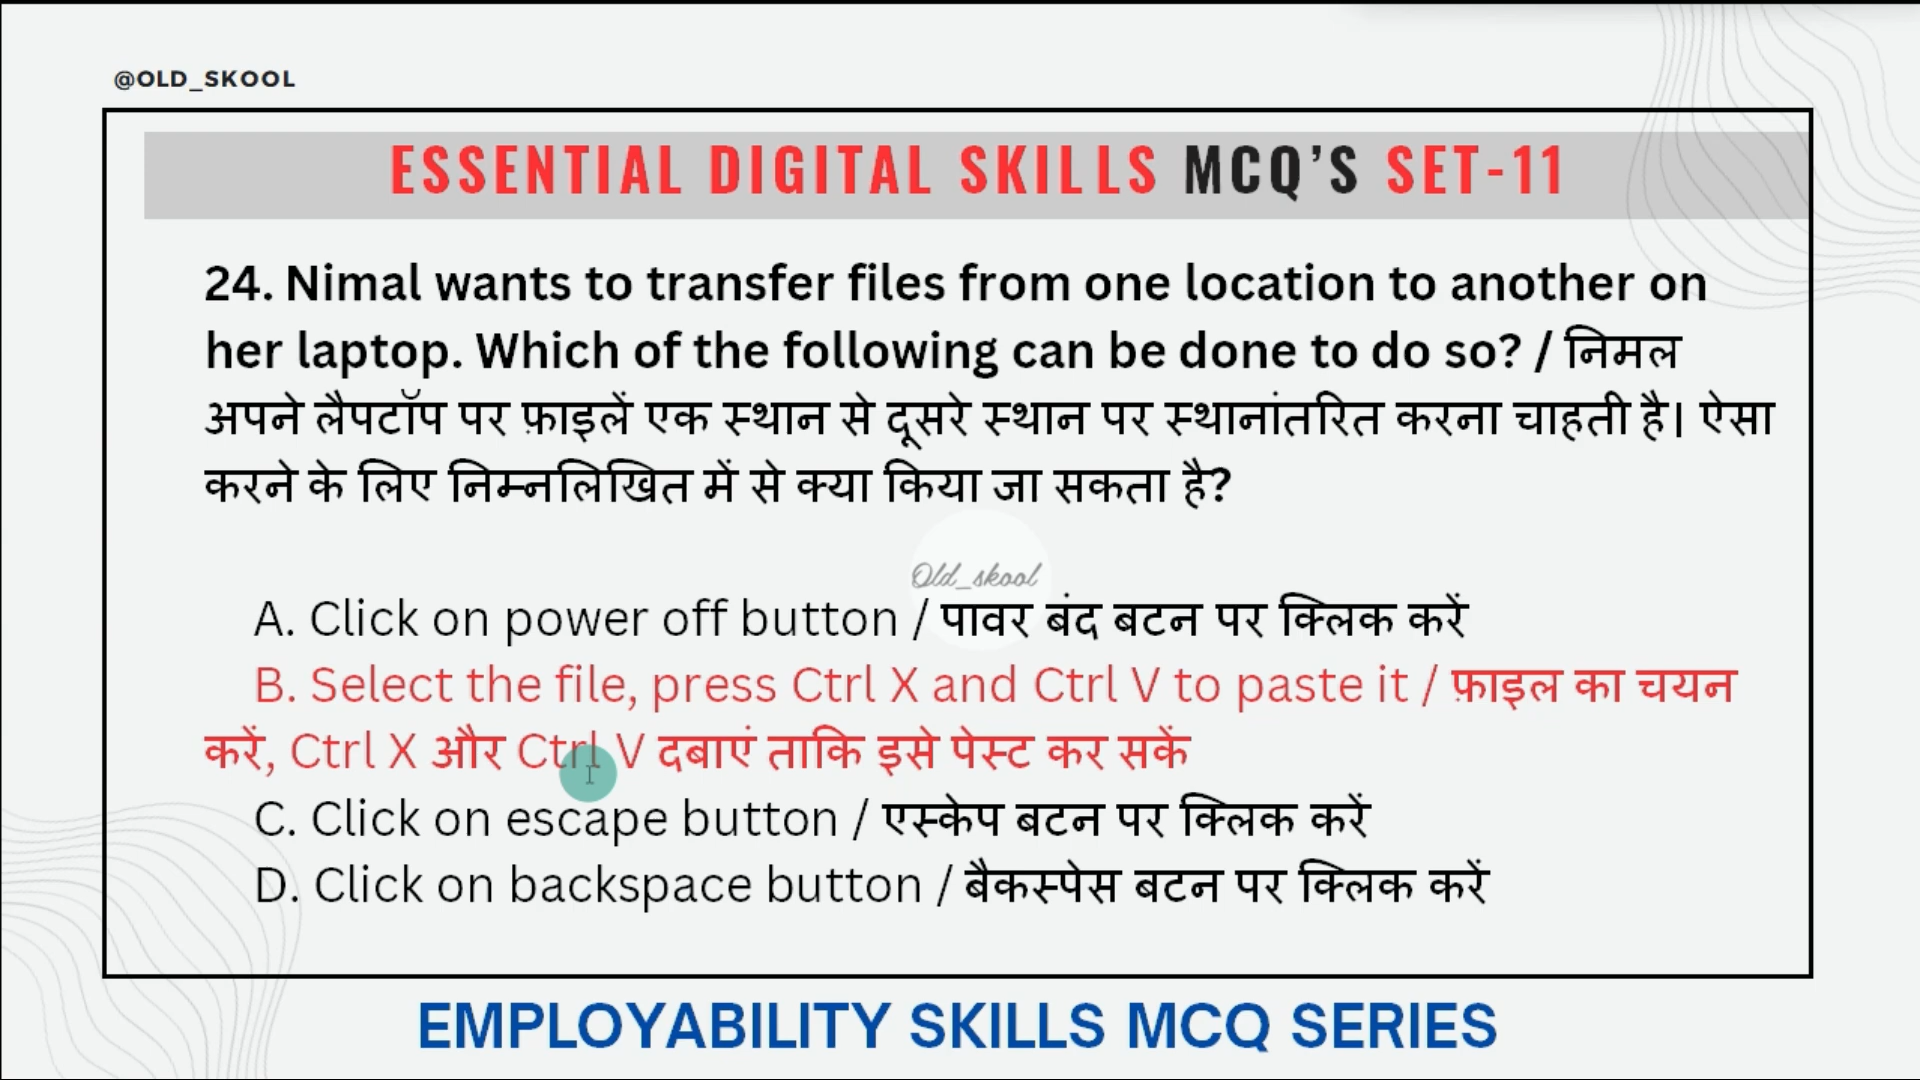 @OLD_SKOOL
ESSENTIAL DIGITAL SKILLS MCQ'S SET-11
24. Nimal wants to transfer files from one location to another on
her laptop. Which of the following can be done to do so? / निमल
अपने लैपटॉप पर फ़ाइलें एक स्थान से दूसरे स्थान पर स्थानांतरित करना चाहती है। ऐसा
करने के लिए निम्नलिखित में से क्या किया जा सकता है?
Old_skool
A. Click on power off button / पावर बंद बटन पर क्लिक करें
B. Select the file, press Ctrl X and Ctrl V to paste it / फ़ाइल का चयन
करें, Ctrl X और Ctrl V दबाएं ताकि इसे पेस्ट कर सकें
C. Click on escape button / एस्केप बटन पर क्लिक करें
D. Click on backspace button / बैकस्पेस बटन पर क्लिक करें
EMPLOYABILITY SKILLS MCQ SERIES